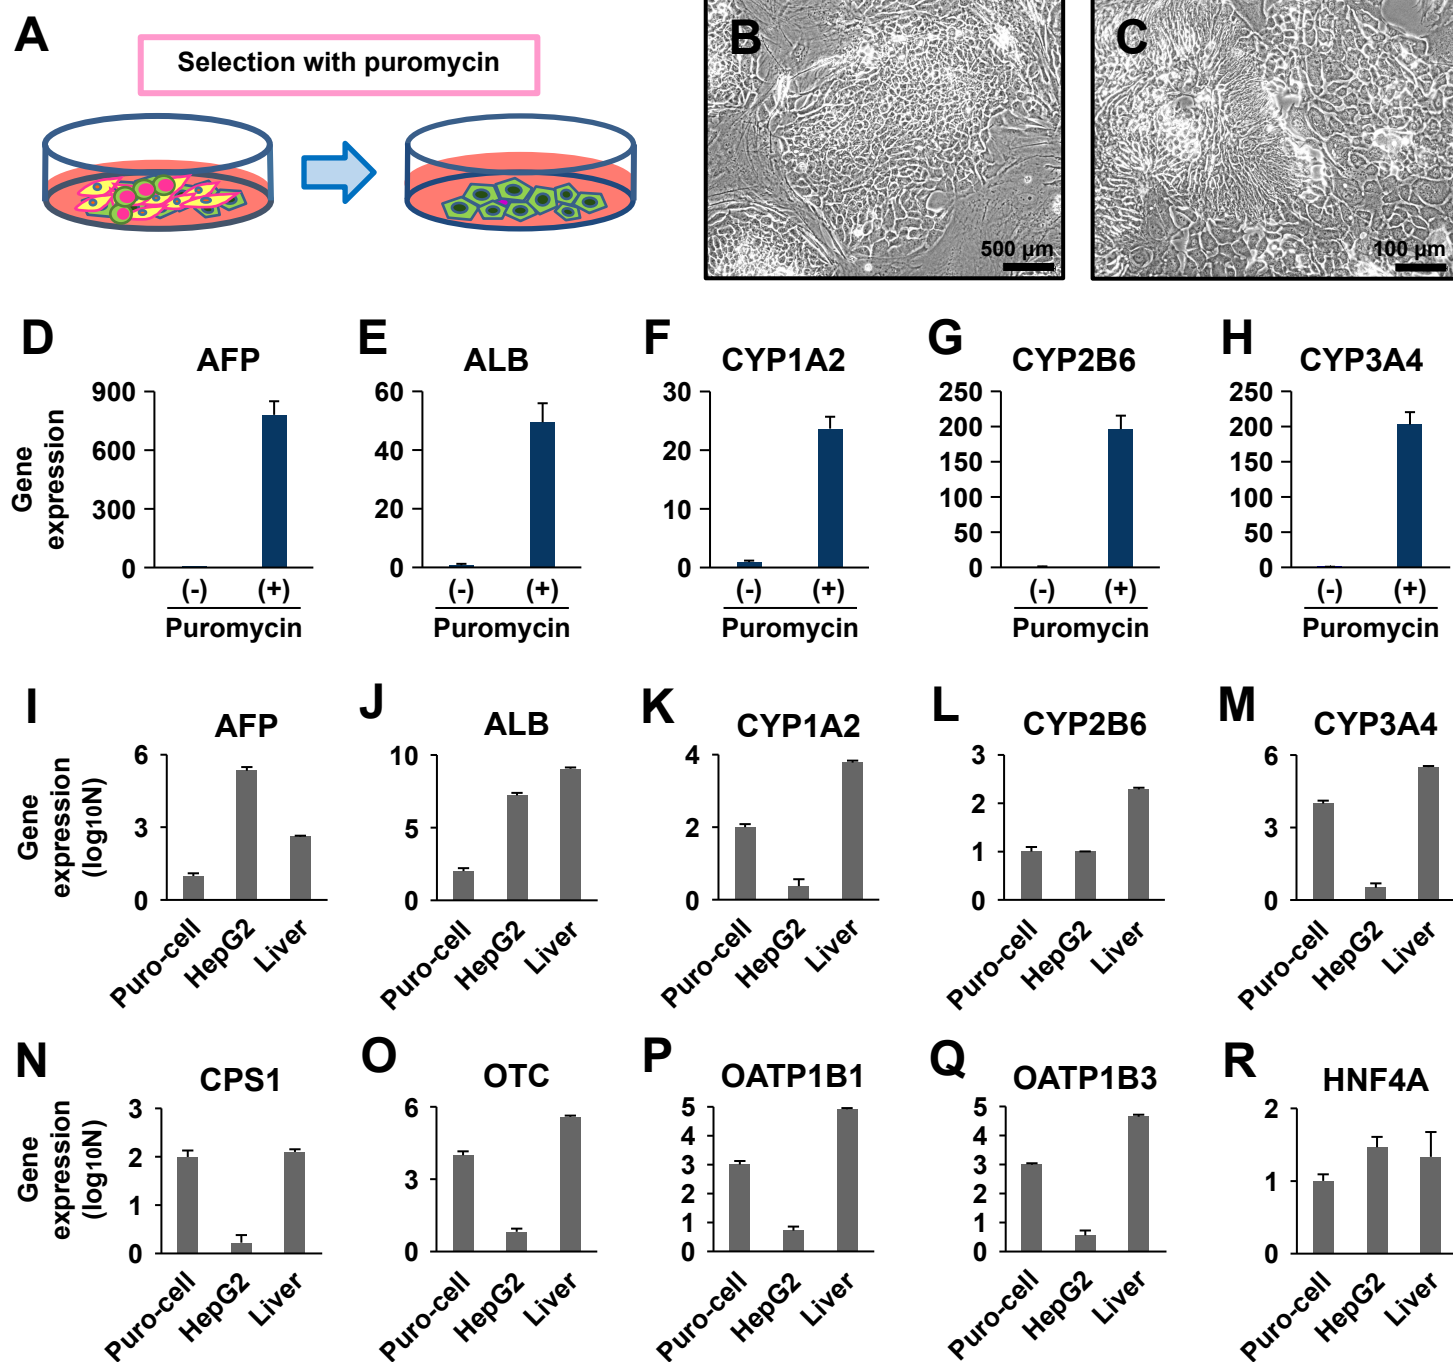 A
Selection with puromycin
B
500 µm
C
100 µm
D
AFP
Gene
expression
900
600
300
0
(-) (+)
Puromycin
E
ALB
60
40
20
0
(-) (+)
Puromycin
F
CYP1A2
30
20
10
0
(-) (+)
Puromycin
G
CYP2B6
250
200
150
100
50
0
(-) (+)
Puromycin
H
CYP3A4
250
200
150
100
50
0
(-) (+)
Puromycin
I
AFP
Gene
expression
(log10N)
6
3
0
Puro-cell
HepG2
Liver
J
ALB
10
5
0
Puro-cell
HepG2
Liver
K
CYP1A2
4
2
0
Puro-cell
HepG2
Liver
L
CYP2B6
3
2
1
0
Puro-cell
HepG2
Liver
M
CYP3A4
6
3
0
Puro-cell
HepG2
Liver
N
CPS1
Gene
expression
(log10N)
3
2
1
0
Puro-cell
HepG2
Liver
O
OTC
6
3
0
Puro-cell
HepG2
Liver
P
OATP1B1
5
4
3
2
1
0
Puro-cell
HepG2
Liver
Q
OATP1B3
5
4
3
2
1
0
Puro-cell
HepG2
Liver
R
HNF4A
2
1
0
Puro-cell
HepG2
Liver